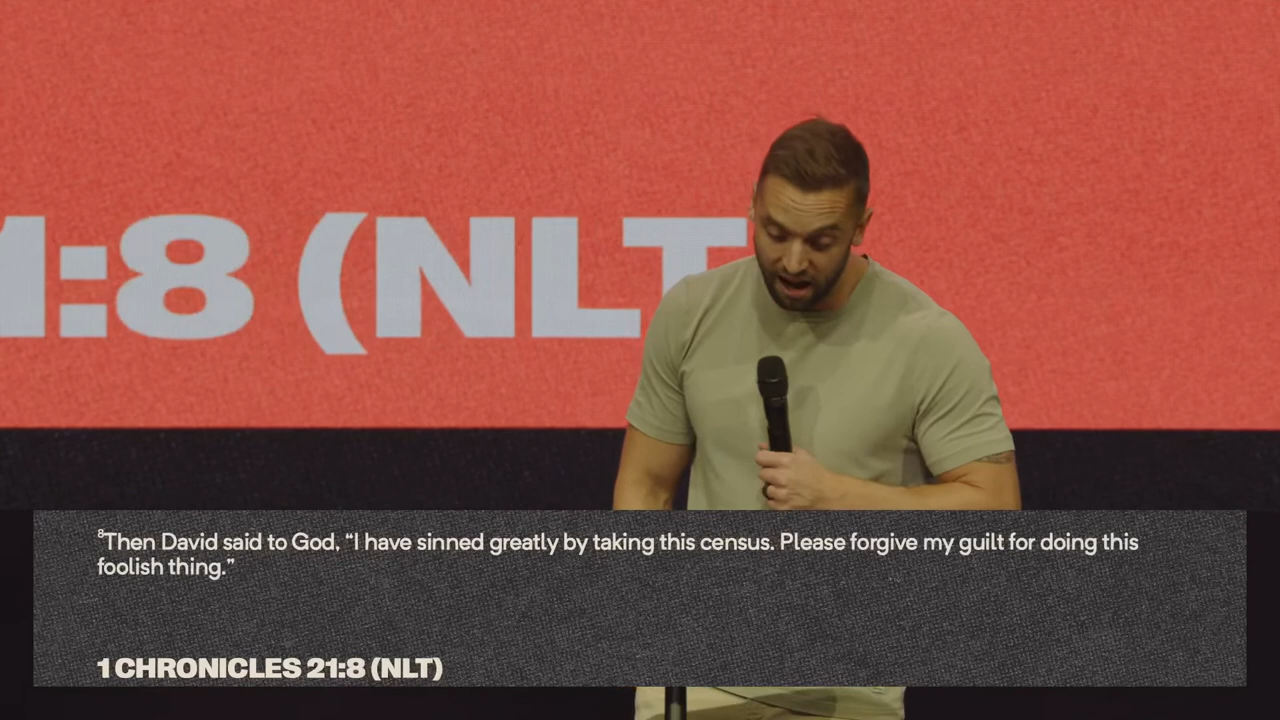 1:8 (NLT
⁸Then David said to God, “I have sinned greatly by taking this census. Please forgive my guilt for doing this
foolish thing.”
1 CHRONICLES 21:8 (NLT)